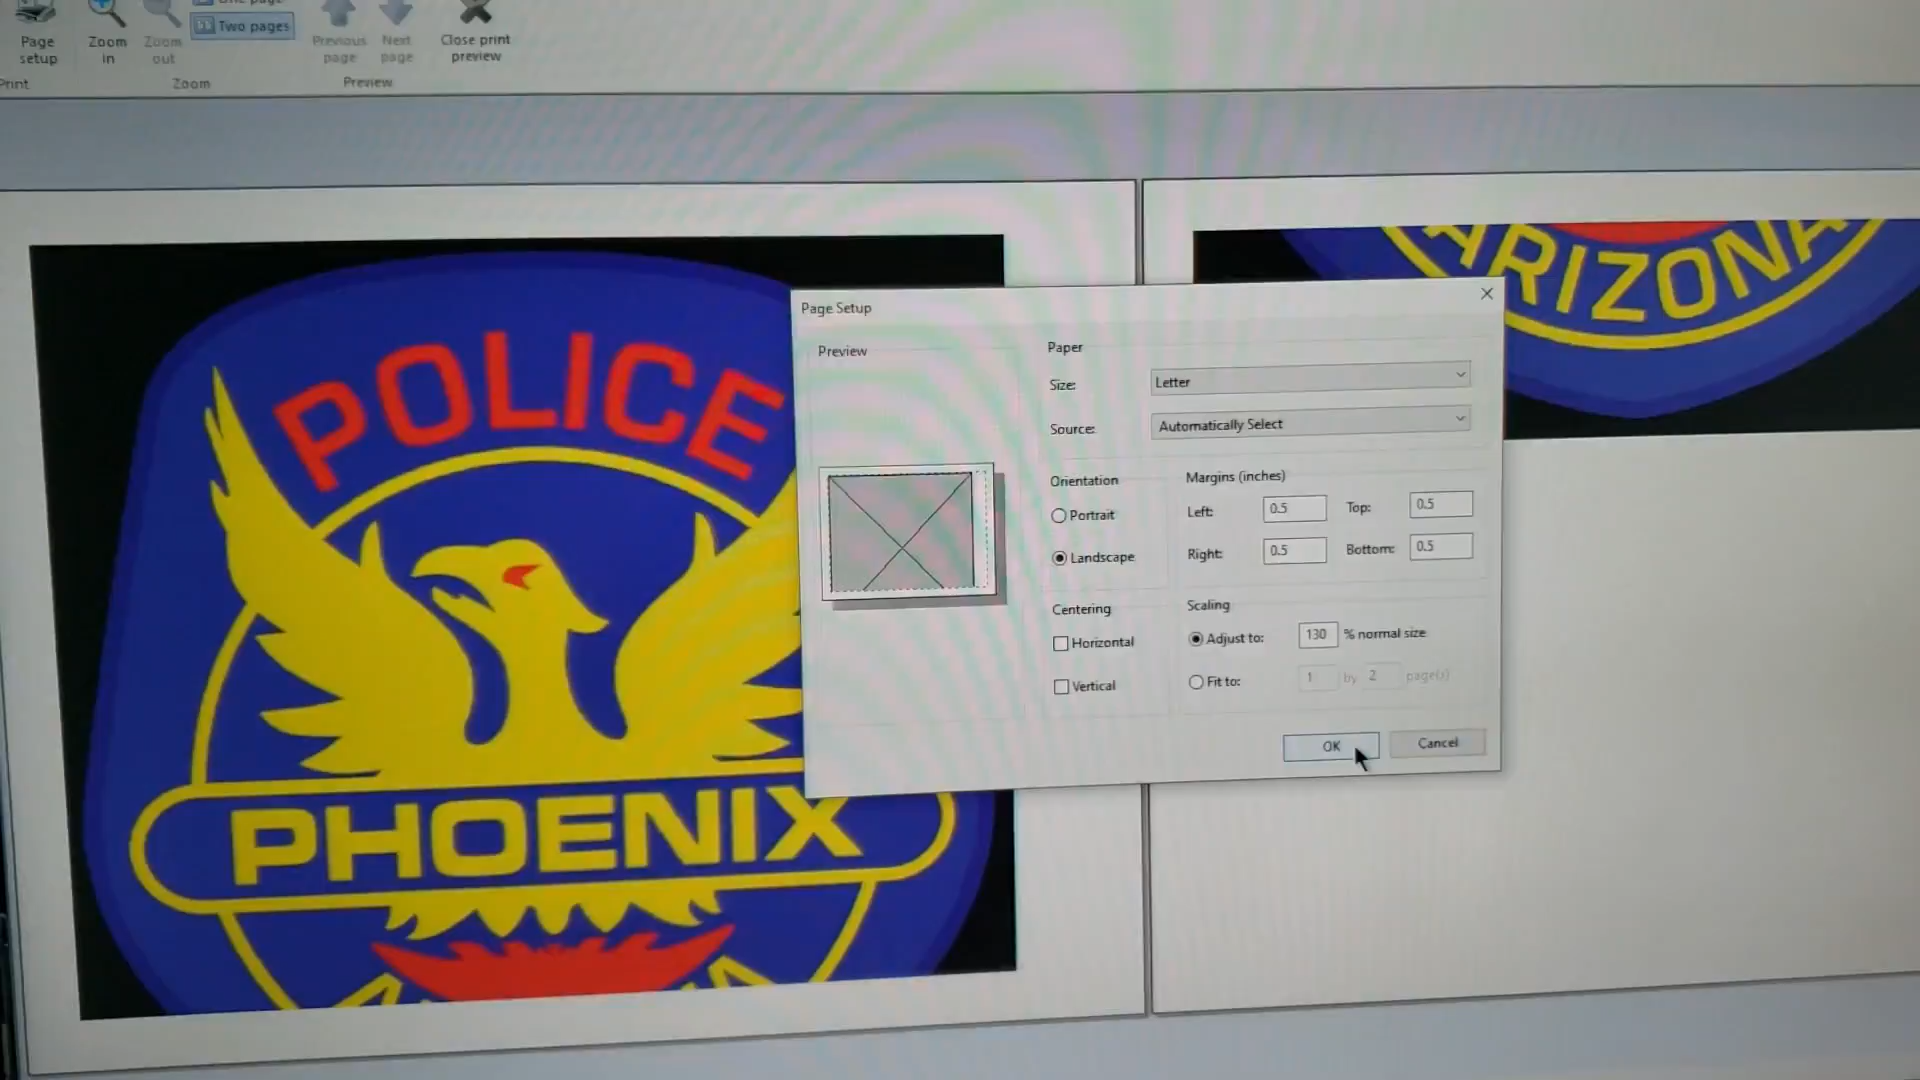 One page
Two pages
Page
setup
Zoom
in
Zoom
out
Previous
page
Next
page
Close print
preview
Print
Zoom
Preview
POLICE
PHOENIX
ARIZONA
Page Setup
Preview
Paper
Size:
Letter
Source:
Automatically Select
Orientation
Portrait
Landscape
Margins (inches)
Left:
0.5
Top:
0.5
Right:
0.5
Bottom:
0.5
Centering
Horizontal
Vertical
Scaling
Adjust to:
130
% normal size
Fit to:
1
by
2
page(s)
OK
Cancel